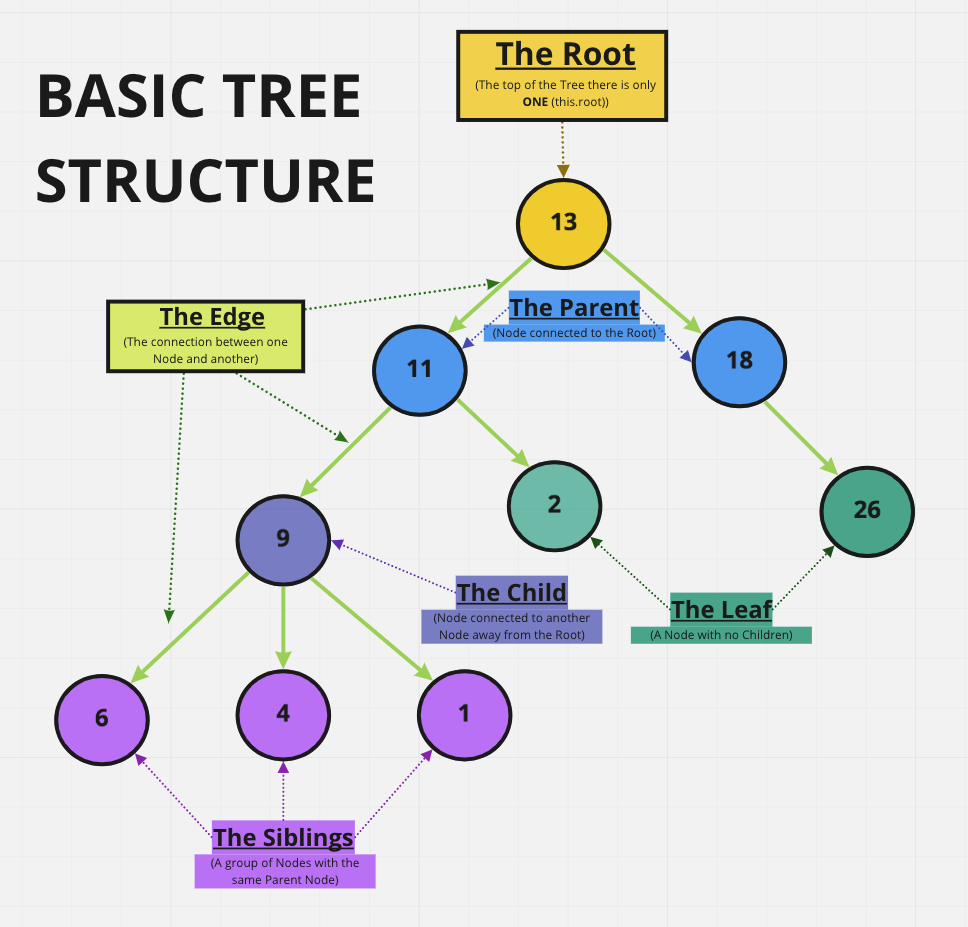 BASIC TREE
STRUCTURE
The Root
(The top of the Tree there is only
ONE (this.root))
13
The Edge
(The connection between one
Node and another)
The Parent
(Node connected to the Root)
11
18
9
2
26
The Child
(Node connected to another
Node away from the Root)
The Leaf
(A Node with no Children)
6
4
1
The Siblings
(A group of Nodes with the
same Parent Node)